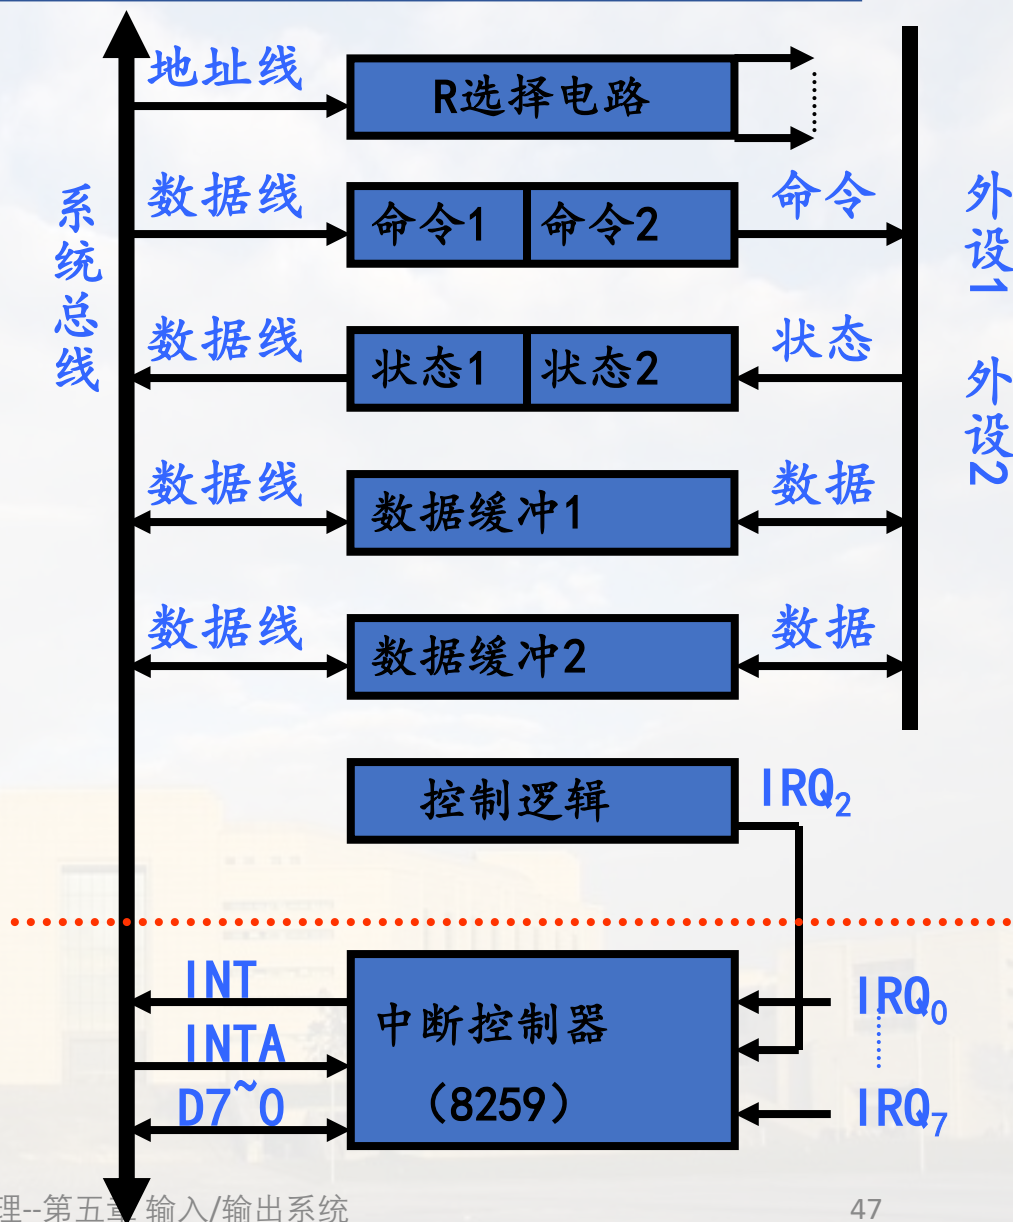 地址线
R选择电路
系统总线
数据线
命令1
命令2
命令
外设1 外设2
数据线
状态1
状态2
状态
数据线
数据缓冲1
数据
数据线
数据缓冲2
数据
控制逻辑
IRQ2
INT
INTA
D7~0
中断控制器
（8259）
IRQ0
IRQ7
理--第五章 输入/输出系统
47